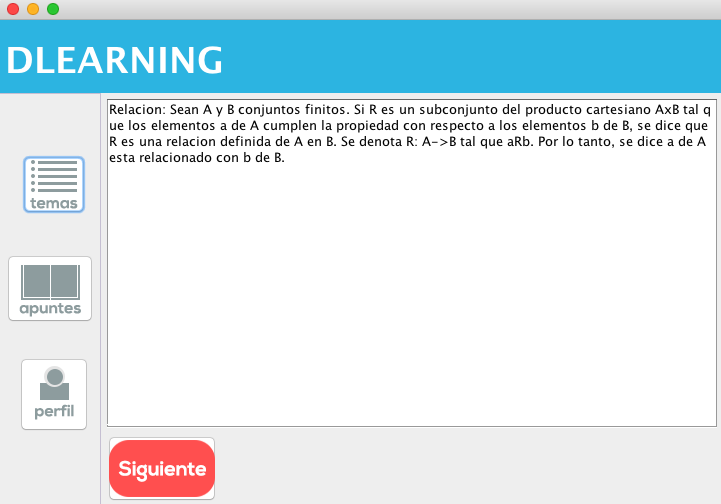 DLEARNING
Relacion: Sean A y B conjuntos finitos. Si R es un subconjunto del producto cartesiano AxB tal q
ue los elementos a de A cumplen la propiedad con respecto a los elementos b de B, se dice que
R es una relacion definida de A en B. Se denota R: A->B tal que aRb. Por lo tanto, se dice a de A
esta relacionado con b de B.
temas
apuntes
perfil
Siguiente